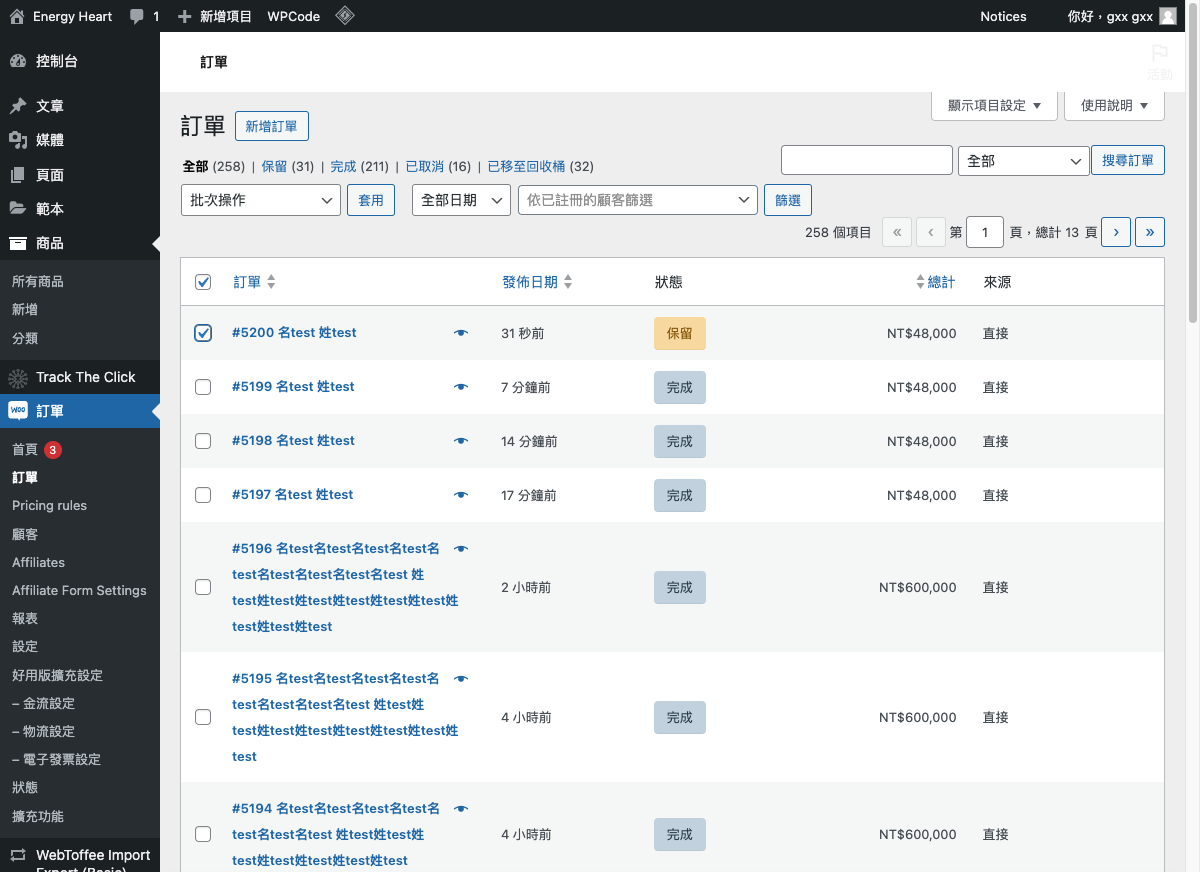 Energy Heart
1
新增項目
WPCode
Notices
你好，gxx gxx
控制台
文章
媒體
頁面
範本
商品
所有商品
新增
分類
Track The Click
訂單
首頁 3
訂單
Pricing rules
顧客
Affiliates
Affiliate Form Settings
報表
設定
好用版擴充設定
– 金流設定
– 物流設定
– 電子發票設定
狀態
擴充功能
WebToffee Import
Export (Basic)
訂單
活動
顯示項目設定 ▼
使用說明 ▼
訂單 新增訂單
全部 (258) | 保留 (31) | 完成 (211) | 已取消 (16) | 已移至回收桶 (32)
全部
搜尋訂單
批次操作
套用
全部日期
依已註冊的顧客篩選
篩選
258 個項目 « ‹ 第 1 頁，總計 13 頁 › »
訂單 發佈日期 狀態 總計 來源
#5200 名test 姓test 31 秒前 保留 NT$48,000 直接
#5199 名test 姓test 7 分鐘前 完成 NT$48,000 直接
#5198 名test 姓test 14 分鐘前 完成 NT$48,000 直接
#5197 名test 姓test 17 分鐘前 完成 NT$48,000 直接
#5196 名test名test名test名test名
test名test名test名test名test 姓
test姓test姓test姓test姓test姓test姓
test姓test姓test
2 小時前 完成 NT$600,000 直接
#5195 名test名test名test名test名
test名test名test名test 姓test姓
test姓test姓test姓test姓test姓test姓
test
4 小時前 完成 NT$600,000 直接
#5194 名test名test名test名test名
test名test名test 姓test姓test姓
test姓test姓test姓test姓test
4 小時前 完成 NT$600,000 直接